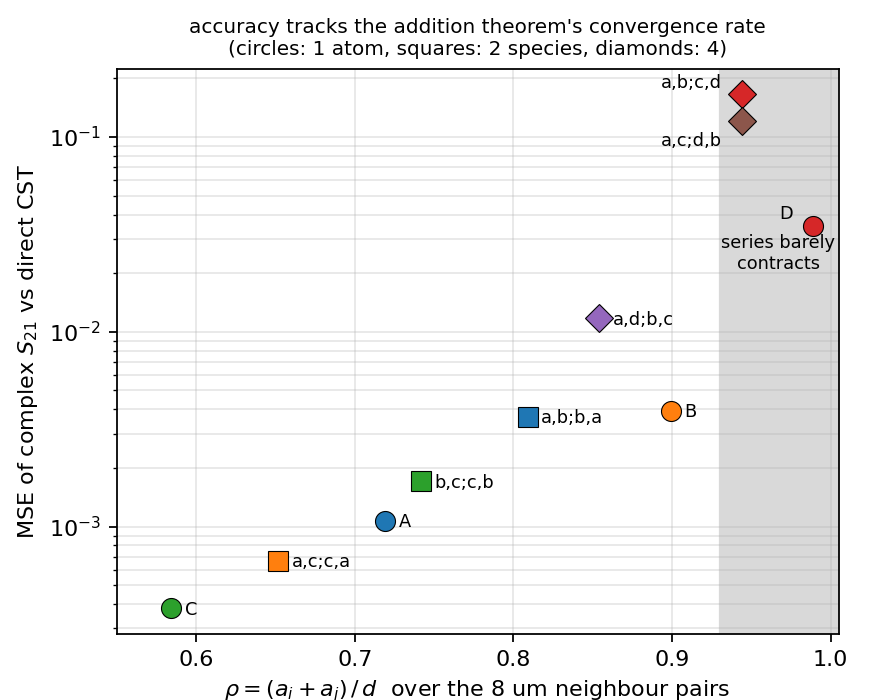 accuracy tracks the addition theorem's convergence rate
(circles: 1 atom, squares: 2 species, diamonds: 4)
a,b;c,d
a,c;d,b
D
series barely
contracts
a,d;b,c
a,b;b,a
B
b,c;c,b
A
a,c;c,a
C
10⁻¹
10⁻²
10⁻³
MSE of complex S₂₁ vs direct CST
0.6 0.7 0.8 0.9 1.0
ρ = (aᵢ + aⱼ) / d over the 8 um neighbour pairs